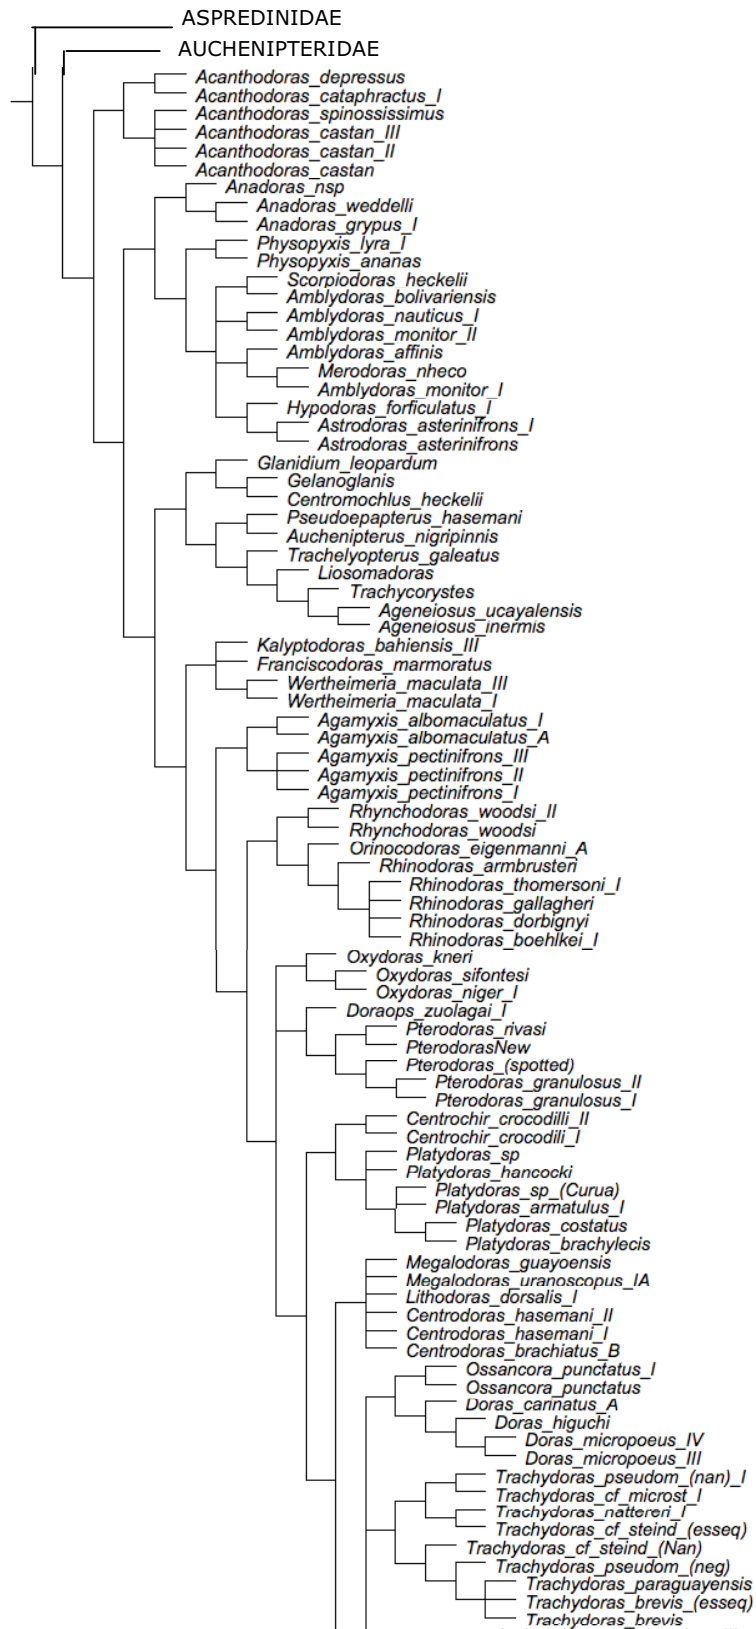 ASPREDINIDAE
AUCHENIPTERIDAE
Acanthodoras_depressus
Acanthodoras_cataphractus_I
Acanthodoras_spinossissimus
Acanthodoras_castan_III
Acanthodoras_castan_II
Acanthodoras_castan
Anadoras_nsp
Anadoras_weddelli
Anadoras_grypus_I
Physopyxis_lyra_I
Physopyxis_ananas
Scorpiodoras_heckelii
Amblydoras_bolivariensis
Amblydoras_nauticus_I
Amblydoras_monitor_II
Amblydoras_affinis
Merodoras_nheco
Amblydoras_monitor_I
Hypodoras_forficulatus_I
Astrodoras_asterinifrons_I
Astrodoras_asterinifrons
Glanidium_leopardum
Gelanoglanis
Centromochlus_heckelii
Pseudoepapterus_hasemani
Auchenipterus_nigripinnis
Trachelyopterus_galeatus
Liosomadoras
Trachycorystes
Ageneiosus_ucayalensis
Ageneiosus_inermis
Kalyptodoras_bahiensis_III
Franciscodoras_marmoratus
Wertheimeria_maculata_III
Wertheimeria_maculata_I
Agamyxis_albomaculatus_I
Agamyxis_albomaculatus_A
Agamyxis_pectinifrons_III
Agamyxis_pectinifrons_II
Agamyxis_pectinifrons_I
Rhynchodoras_woodsi_II
Rhynchodoras_woodsi
Orinocodoras_eigenmanni_A
Rhinodoras_armbrusteri
Rhinodoras_thomersoni_I
Rhinodoras_gallagheri
Rhinodoras_dorbignyi
Rhinodoras_boehlkei_I
Oxydoras_kneri
Oxydoras_sifontesi
Oxydoras_niger_I
Doraops_zuolagai_I
Pterodoras_rivasi
PterodorasNew
Pterodoras_(spotted)
Pterodoras_granulosus_II
Pterodoras_granulosus_I
Centrochir_crocodilli_II
Centrochir_crocodili_I
Platydoras_sp
Platydoras_hancocki
Platydoras_sp_(Curua)
Platydoras_armatulus_I
Platydoras_costatus
Platydoras_brachylecis
Megalodoras_guayoensis
Megalodoras_uranoscopus_IA
Lithodoras_dorsalis_I
Centrodoras_hasemani_II
Centrodoras_hasemani_I
Centrodoras_brachiatus_B
Ossancora_punctatus_I
Ossancora_punctatus
Doras_carinatus_A
Doras_higuchi
Doras_micropoeus_IV
Doras_micropoeus_III
Trachydoras_pseudom_(nan)_I
Trachydoras_cf_microst_I
Trachydoras_nattereri_I
Trachydoras_cf_steind_(esseq)
Trachydoras_cf_steind_(Nan)
Trachydoras_pseudom_(neg)
Trachydoras_paraguayensis
Trachydoras_brevis_(esseq)
Trachydoras_brevis